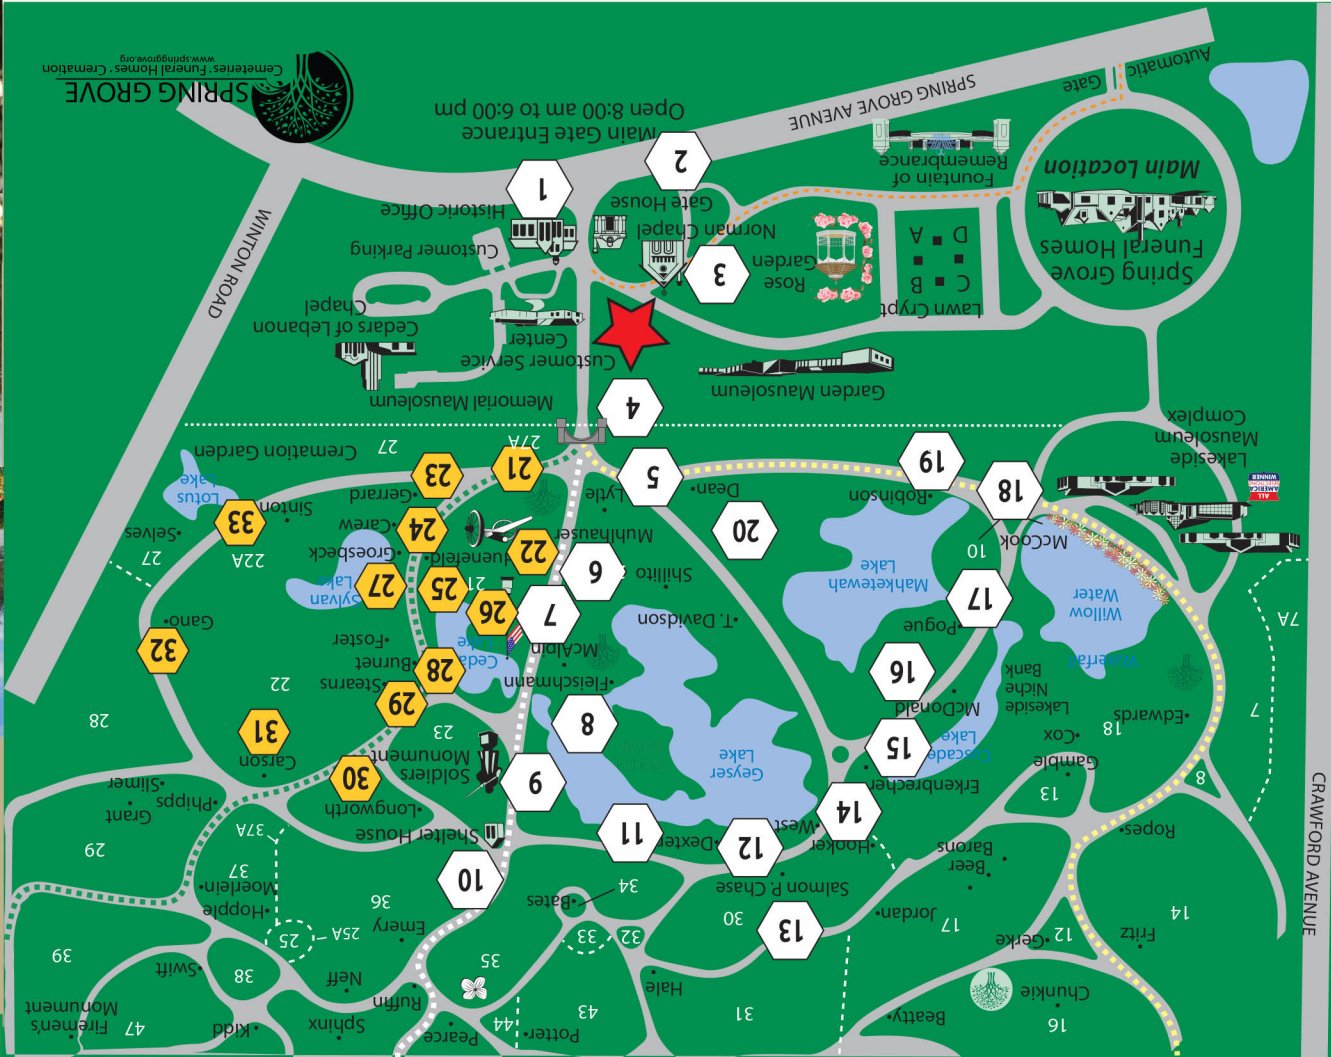 16
Chunkie
Beatty
31
Hale
43
Potter
44
Pearce
Sphinx
Kidd
47
Firemen's
Monument
Fritz
14
12
Gerke
17
Jordan
13
30
32
33
34
Bates
35
Ruffin
Neff
Emery
36
25
25A
38
Swift
39
Hopple
Moerlein
37
37A
Ropes
Beer
Barons
Salmon P. Chase
Hooker
West
12
Dexter
11
10
Shelter House
Longworth
Phipps
Grant
Slimer
29
8
13
Gamble
Cox
14
Erkenbrecher
15
Cascade
Lake
Geyser
Lake
8
9
Soldiers
Monument
23
30
Carson
31
28
7
Edwards
18
Lakeside
Niche
Bank
McDonald
16
Fleischmann
McAlpin
Stearns
29
Burnet
28
Foster
22
Waterfall
Willow
Water
Pogue
17
Mahketewah
Lake
T. Davidson
Shillito
7
6
Cedar
Lake
26
25
21
27
Sylvan
Lake
Gano
32
7A
McCook
10
18
Robinson
19
20
Dean
5
Lytle
Muhlhauser
22
Huenefeld
Groesbeck
24
Carew
Gerrard
23
21
27A
22A
33
Sinton
Selves
27
Lotus
Lake
27
Cremation Garden
ALL
AMERICA
WINNER
Lakeside
Mausoleum
Complex
Garden Mausoleum
4
Memorial Mausoleum
Customer Service
Center
Cedars of Lebanon
Chapel
Customer Parking
Spring Grove
Funeral Homes
Main Location
Lawn Crypt
C B
D A
Rose
Garden
3
Norman Chapel
Gate House
2
1
Historic Office
Fountain of
Remembrance
Automatic
Gate
SPRING GROVE AVENUE
Main Gate Entrance
Open 8:00 am to 6:00 pm
WINTON ROAD
CRAWFORD AVENUE
SPRING GROVE
Cemeteries · Funeral Homes · Cremation
www.springgrove.org